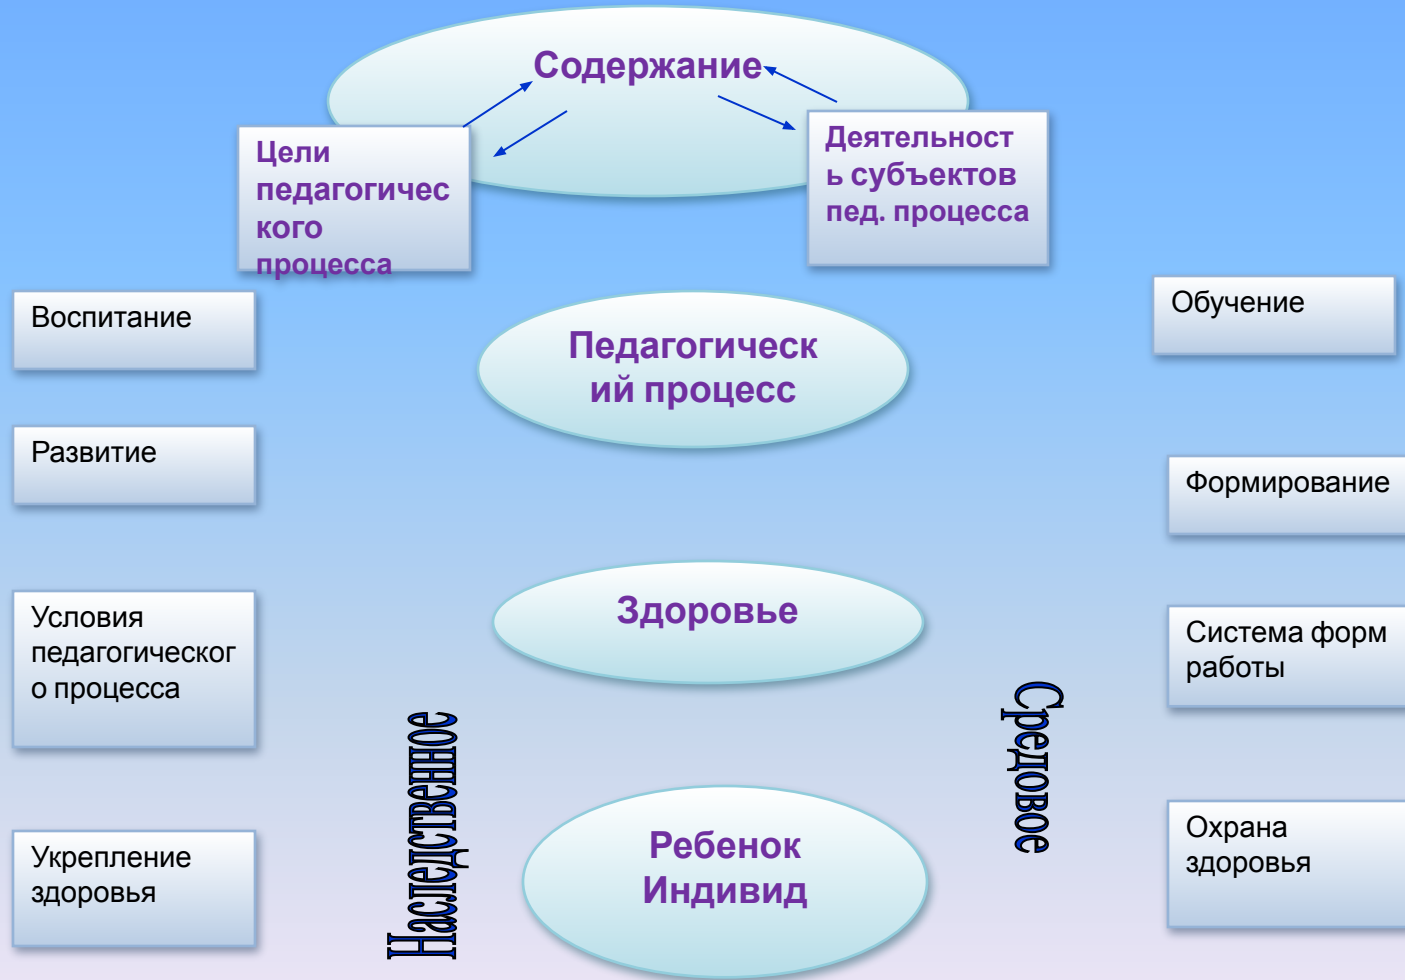 Содержание
Цели
педагогичес
кого
процесса
Деятельност
ь субъектов
пед. процесса
Воспитание
Педагогическ
ий процесс
Обучение
Развитие
Формирование
Условия
педагогическог
о процесса
Здоровье
Система форм
работы
Наследственное
Средовое
Укрепление
здоровья
Ребенок
Индивид
Охрана
здоровья